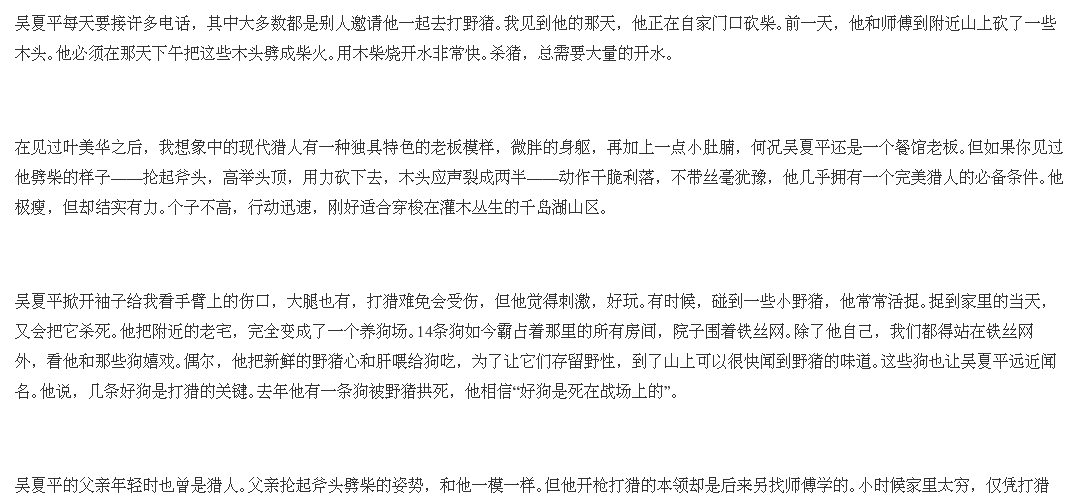 吴夏平每天要接许多电话，其中大多数都是别人邀请他一起去打野猪。我见到他的那天，他正在自家门口砍柴。前一天，他和师傅到附近山上砍了一些
木头。他必须在那天下午把这些木头劈成柴火。用木柴烧开水非常快。杀猪，总需要大量的开水。
在见过叶美华之后，我想象中的现代猎人有一种独具特色的老板模样，微胖的身躯，再加上一点小肚腩，何况吴夏平还是一个餐馆老板。但如果你见过
他劈柴的样子——抡起斧头，高举头顶，用力砍下去，木头应声裂成两半——动作干脆利落，不带丝毫犹豫，他几乎拥有一个完美猎人的必备条件。他
极瘦，但却结实有力。个子不高，行动迅速，刚好适合穿梭在灌木丛生的千岛湖山区。
吴夏平掀开袖子给我看手臂上的伤口，大腿也有，打猎难免会受伤，但他觉得刺激，好玩。有时候，碰到一些小野猪，他常常活捉。捉到家里的当天，
又会把它杀死。他把附近的老宅，完全变成了一个养狗场。14条狗如今霸占着那里的所有房间，院子围着铁丝网。除了他自己，我们都得站在铁丝网
外，看他和那些狗嬉戏。偶尔，他把新鲜的野猪心和肝喂给狗吃，为了让它们存留野性，到了山上可以很快闻到野猪的味道。这些狗也让吴夏平远近闻
名。他说，几条好狗是打猎的关键。去年他有一条狗被野猪拱死，他相信“好狗是死在战场上的”。
吴夏平的父亲年轻时也曾是猎人。父亲抡起斧头劈柴的姿势，和他一模一样。但他开枪打猎的本领却是后来另找师傅学的。小时候家里太穷，仅凭打猎